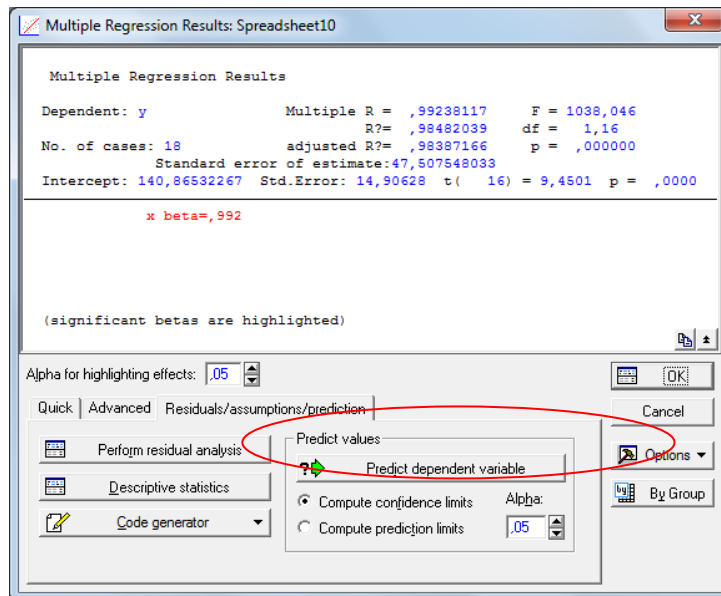 Multiple Regression Results: Spreadsheet10
Multiple Regression Results
Dependent: y Multiple R = ,99238117 F = 1038,046
R?= ,98482039 df = 1,16
No. of cases: 18 adjusted R?= ,98387166 p = ,000000
Standard error of estimate:47,507548033
Intercept: 140,86532267 Std.Error: 14,90628 t( 16) = 9,4501 p = ,0000
x beta=,992
(significant betas are highlighted)
Alpha for highlighting effects: ,05
OK
Quick Advanced Residuals/assumptions/prediction
Cancel
Perform residual analysis
Predict values
? Predict dependent variable
Options
Descriptive statistics
Compute confidence limits Alpha:
By Group
Code generator
Compute prediction limits ,05